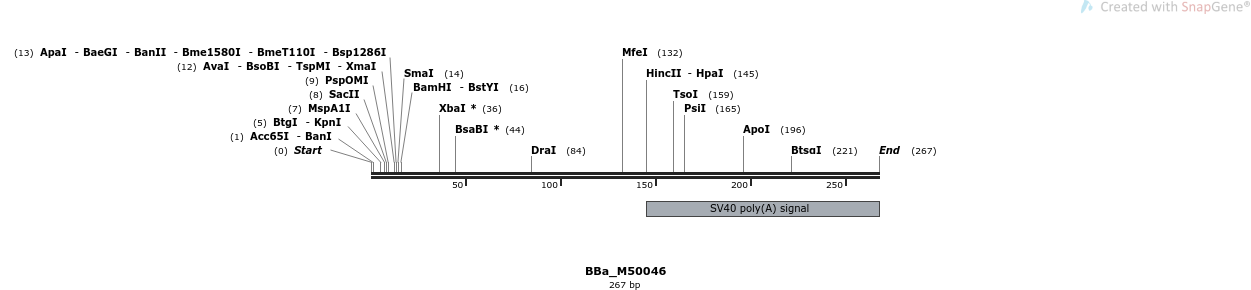 Created with SnapGene®
(13) ApaI - BaeGI - BanII - Bme1580I - BmeT110I - Bsp1286I
MfeI (132)
(12) AvaI - BsoBI - TspMI - XmaI
SmaI (14)
HincII - HpaI (145)
(9) PspOMI
BamHI - BstYI (16)
(8) SacII
TsoI (159)
(7) MspA1I
XbaI * (36)
PsiI (165)
(5) BtgI - KpnI
BsaBI * (44)
ApoI (196)
(1) Acc65I - BanI
(0) Start
DraI (84)
BtsαI (221)
End (267)
50
100
150
200
250
SV40 poly(A) signal
BBa_M50046
267 bp